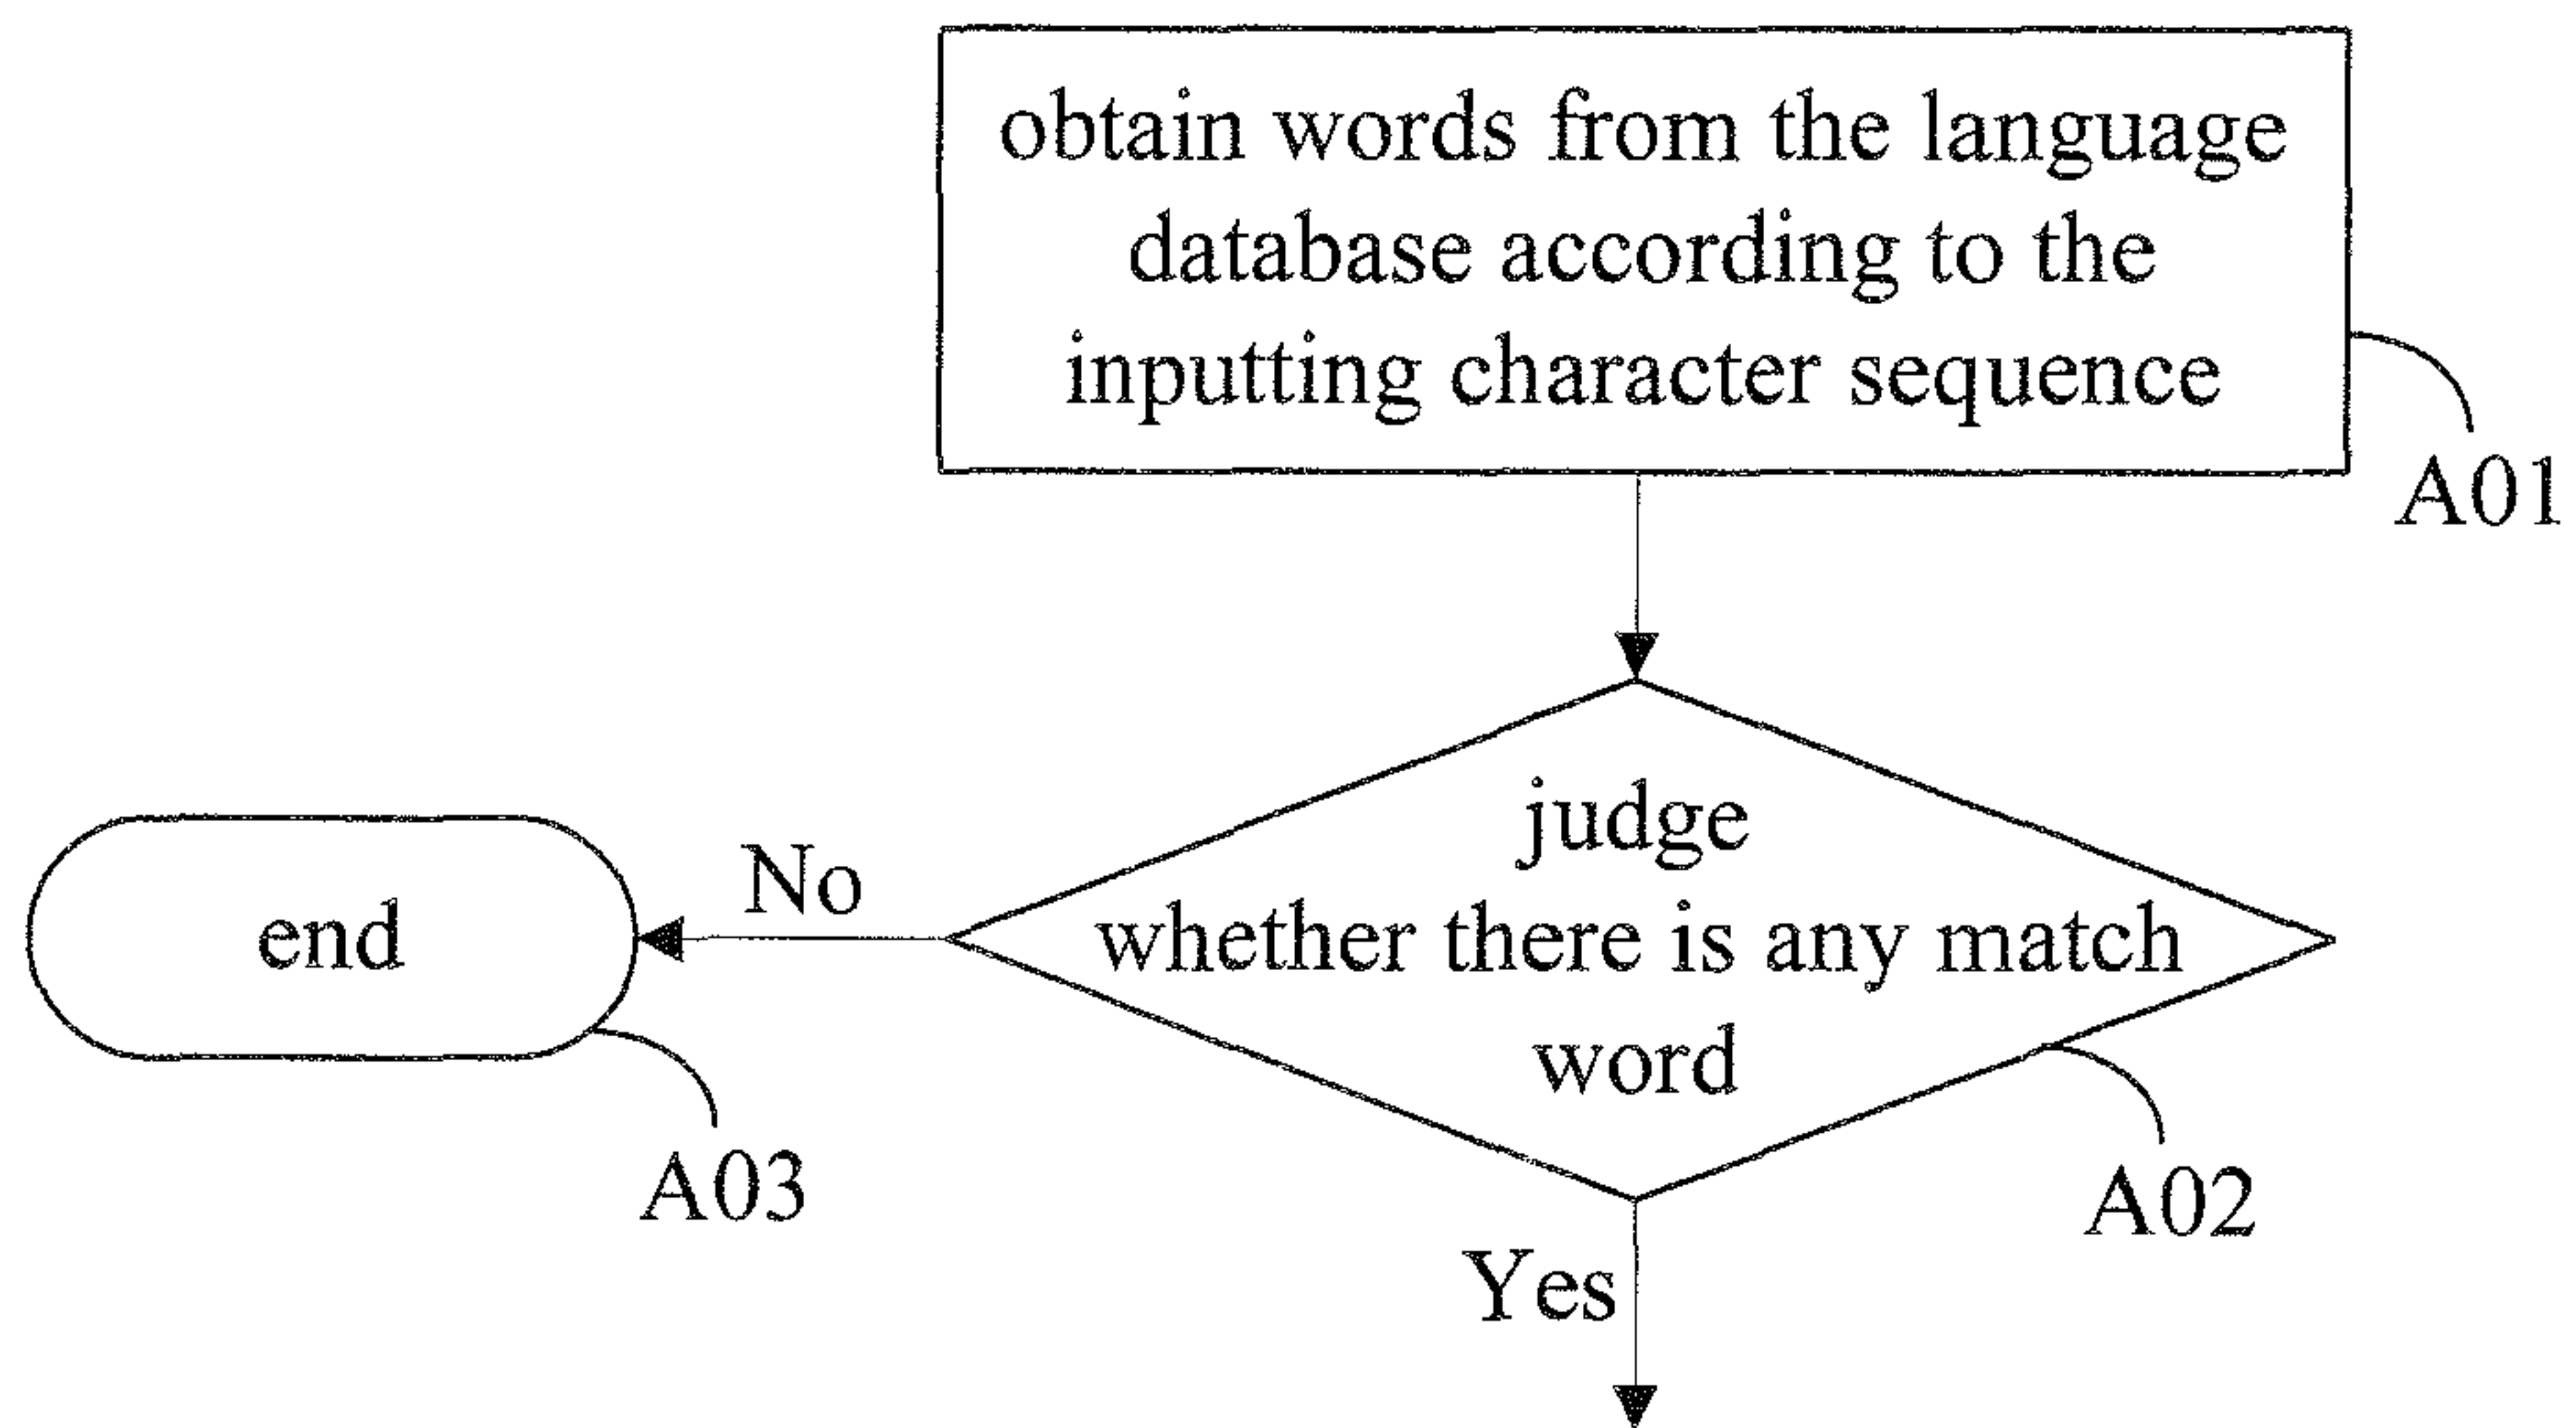 obtain words from the language
database according to the
inputting character sequence
A01
judge
whether there is any match
word
No
end
A03
A02
Yes